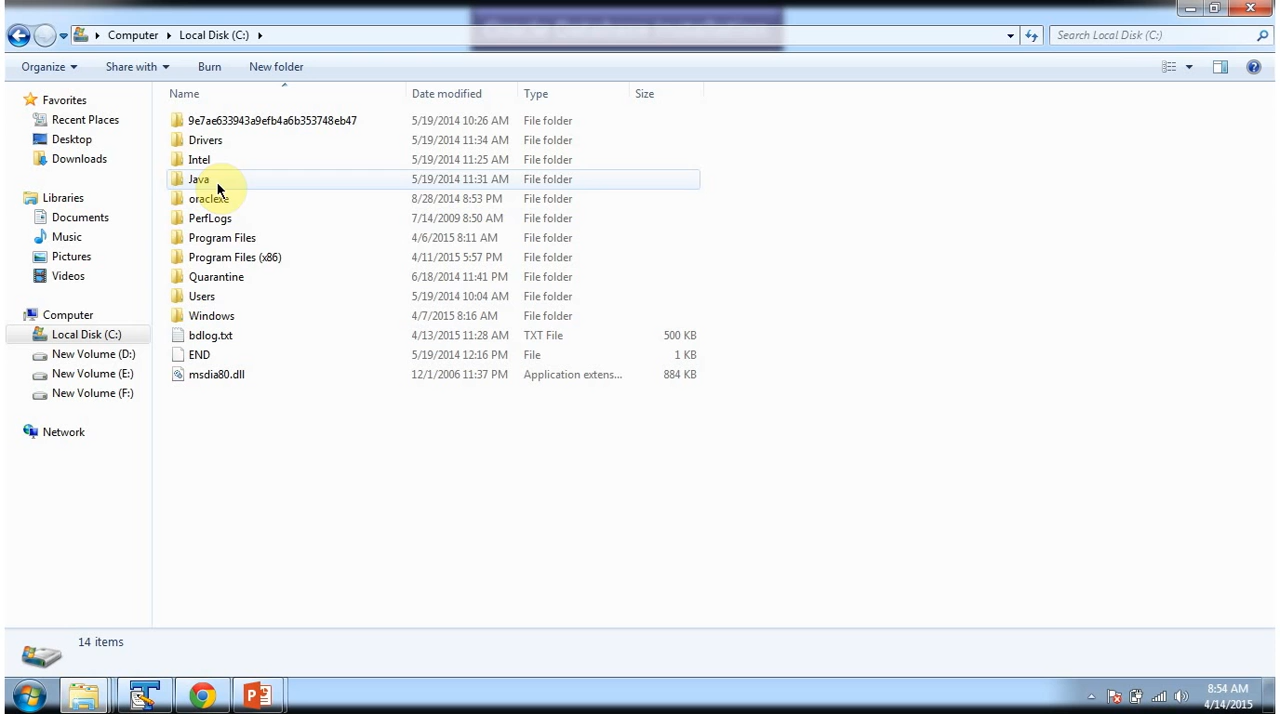 Computer Local Disk (C:) Search Local Disk (C:)
Organize Share with Burn New folder
Name Date modified Type Size
Favorites
Recent Places
Desktop
Downloads
Libraries
Documents
Music
Pictures
Videos
Computer
Local Disk (C:)
New Volume (D:)
New Volume (E:)
New Volume (F:)
Network
9e7ae633943a9efb4a6b353748eb47 5/19/2014 10:26 AM File folder
Drivers 5/19/2014 11:34 AM File folder
Intel 5/19/2014 11:25 AM File folder
Java 5/19/2014 11:31 AM File folder
oraclexe 8/28/2014 8:53 PM File folder
PerfLogs 7/14/2009 8:50 AM File folder
Program Files 4/6/2015 8:11 AM File folder
Program Files (x86) 4/11/2015 5:57 PM File folder
Quarantine 6/18/2014 11:41 PM File folder
Users 5/19/2014 10:04 AM File folder
Windows 4/7/2015 8:16 AM File folder
bdlog.txt 4/13/2015 11:28 AM TXT File 500 KB
END 5/19/2014 12:16 PM File 1 KB
msdia80.dll 12/1/2006 11:37 PM Application extens... 884 KB
14 items
8:54 AM
4/14/2015